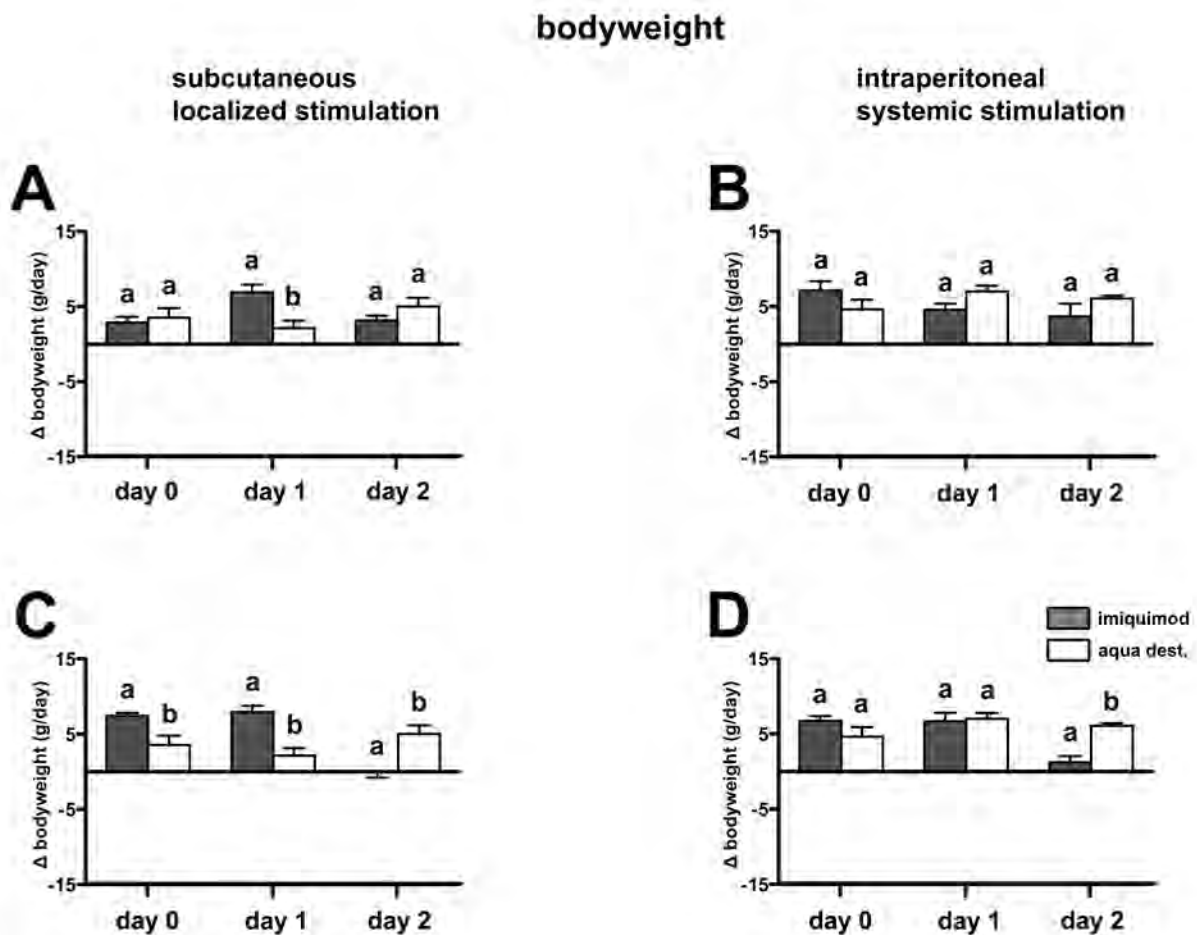 bodyweight
subcutaneous
localized stimulation
intraperitoneal
systemic stimulation
A
Δ bodyweight (g/day)
15
5
-5
-15
a a a b a a
day 0 day 1 day 2
B
Δ bodyweight (g/day)
15
5
-5
-15
a a a a a a
day 0 day 1 day 2
C
Δ bodyweight (g/day)
15
5
-5
-15
a b a b a b
day 0 day 1 day 2
D
imiquimod
aqua dest.
Δ bodyweight (g/day)
15
5
-5
-15
a a a a a b
day 0 day 1 day 2